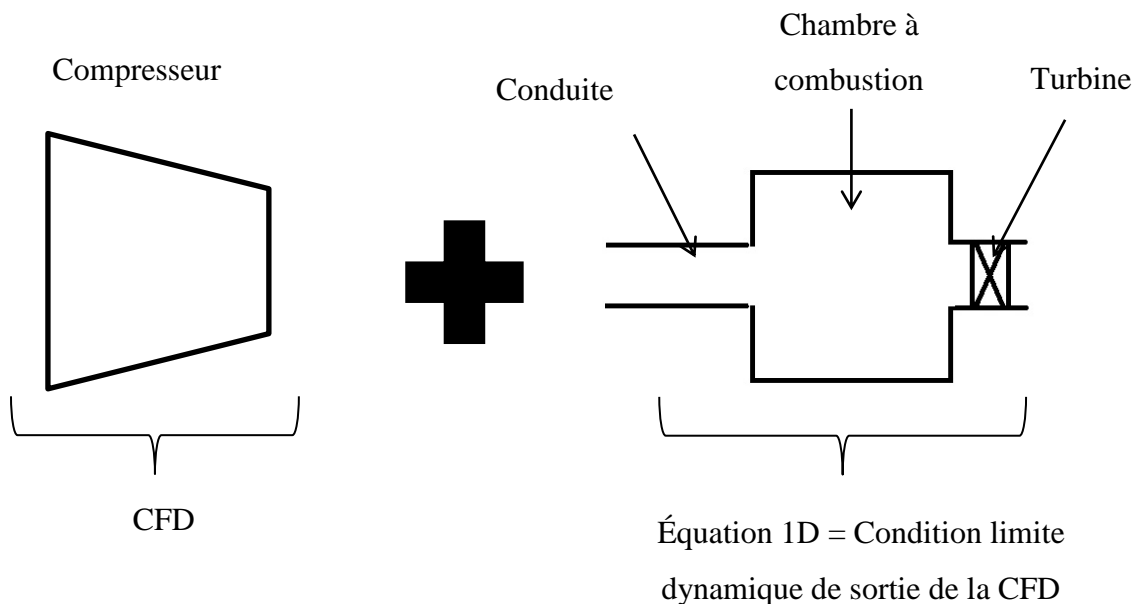 Compresseur
Conduite
Chambre à
combustion
Turbine
CFD
Équation 1D = Condition limite
dynamique de sortie de la CFD